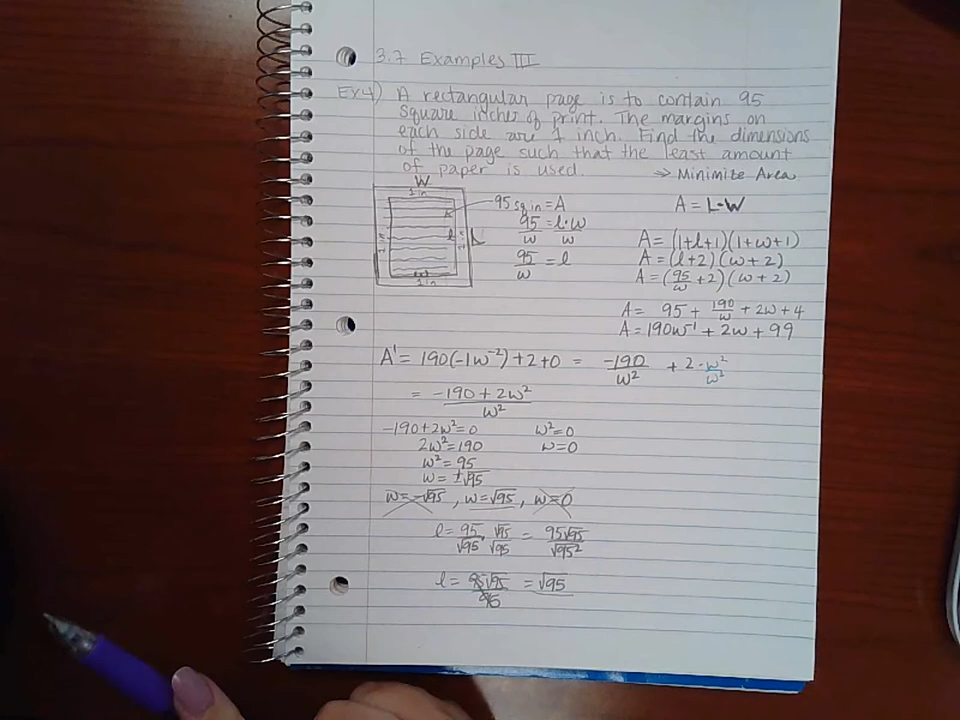 3.7 Examples III
Ex4) A rectangular page is to contain 95
square inches of print. The margins on
each side are 1 inch. Find the dimensions
of the page such that the least amount
of paper is used. → Minimize Area
W
1 in
95 sq in = A
95/w = l·w/w
95/w = l
l
L
1 in
A = L·W
A = (1+l+1)(1+w+1)
A = (l+2)(w+2)
A = (95/w +2)(w+2)
A = 95 + 190/w + 2w + 4
A = 190w⁻¹ + 2w + 99
A' = 190(-1w⁻²) + 2 + 0 = -190/w² + 2 · w²/w²
= -190 + 2w²/w²
-190 + 2w² = 0 w² = 0
2w² = 190 w = 0
w² = 95
w = ±√95
w = -√95, w = √95, w = 0
l = 95/√95 · √95/√95 = 95√95/√95²
l = 95√95/95 = √95